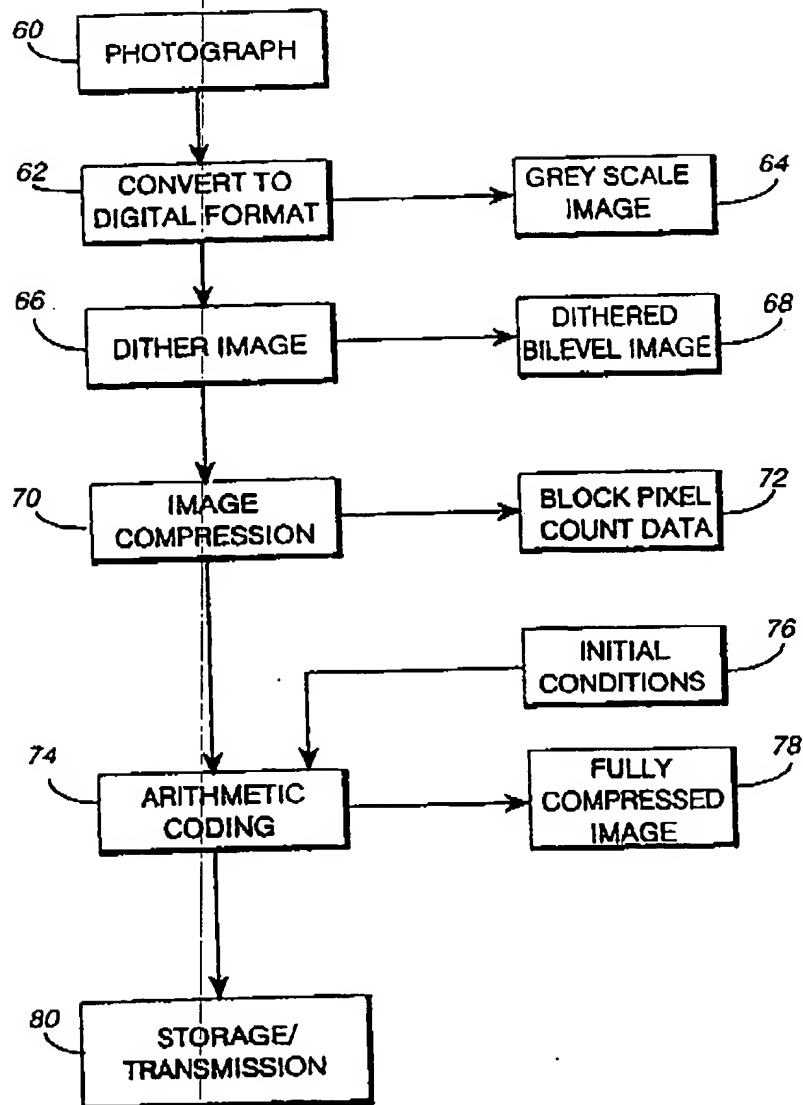 60
PHOTOGRAPH
62
CONVERT TO
DIGITAL FORMAT
GREY SCALE
IMAGE
64
66
DITHER IMAGE
DITHERED
BILEVEL IMAGE
68
70
IMAGE
COMPRESSION
BLOCK PIXEL
COUNT DATA
72
INITIAL
CONDITIONS
76
74
ARITHMETIC
CODING
FULLY
COMPRESSED
IMAGE
78
80
STORAGE/
TRANSMISSION